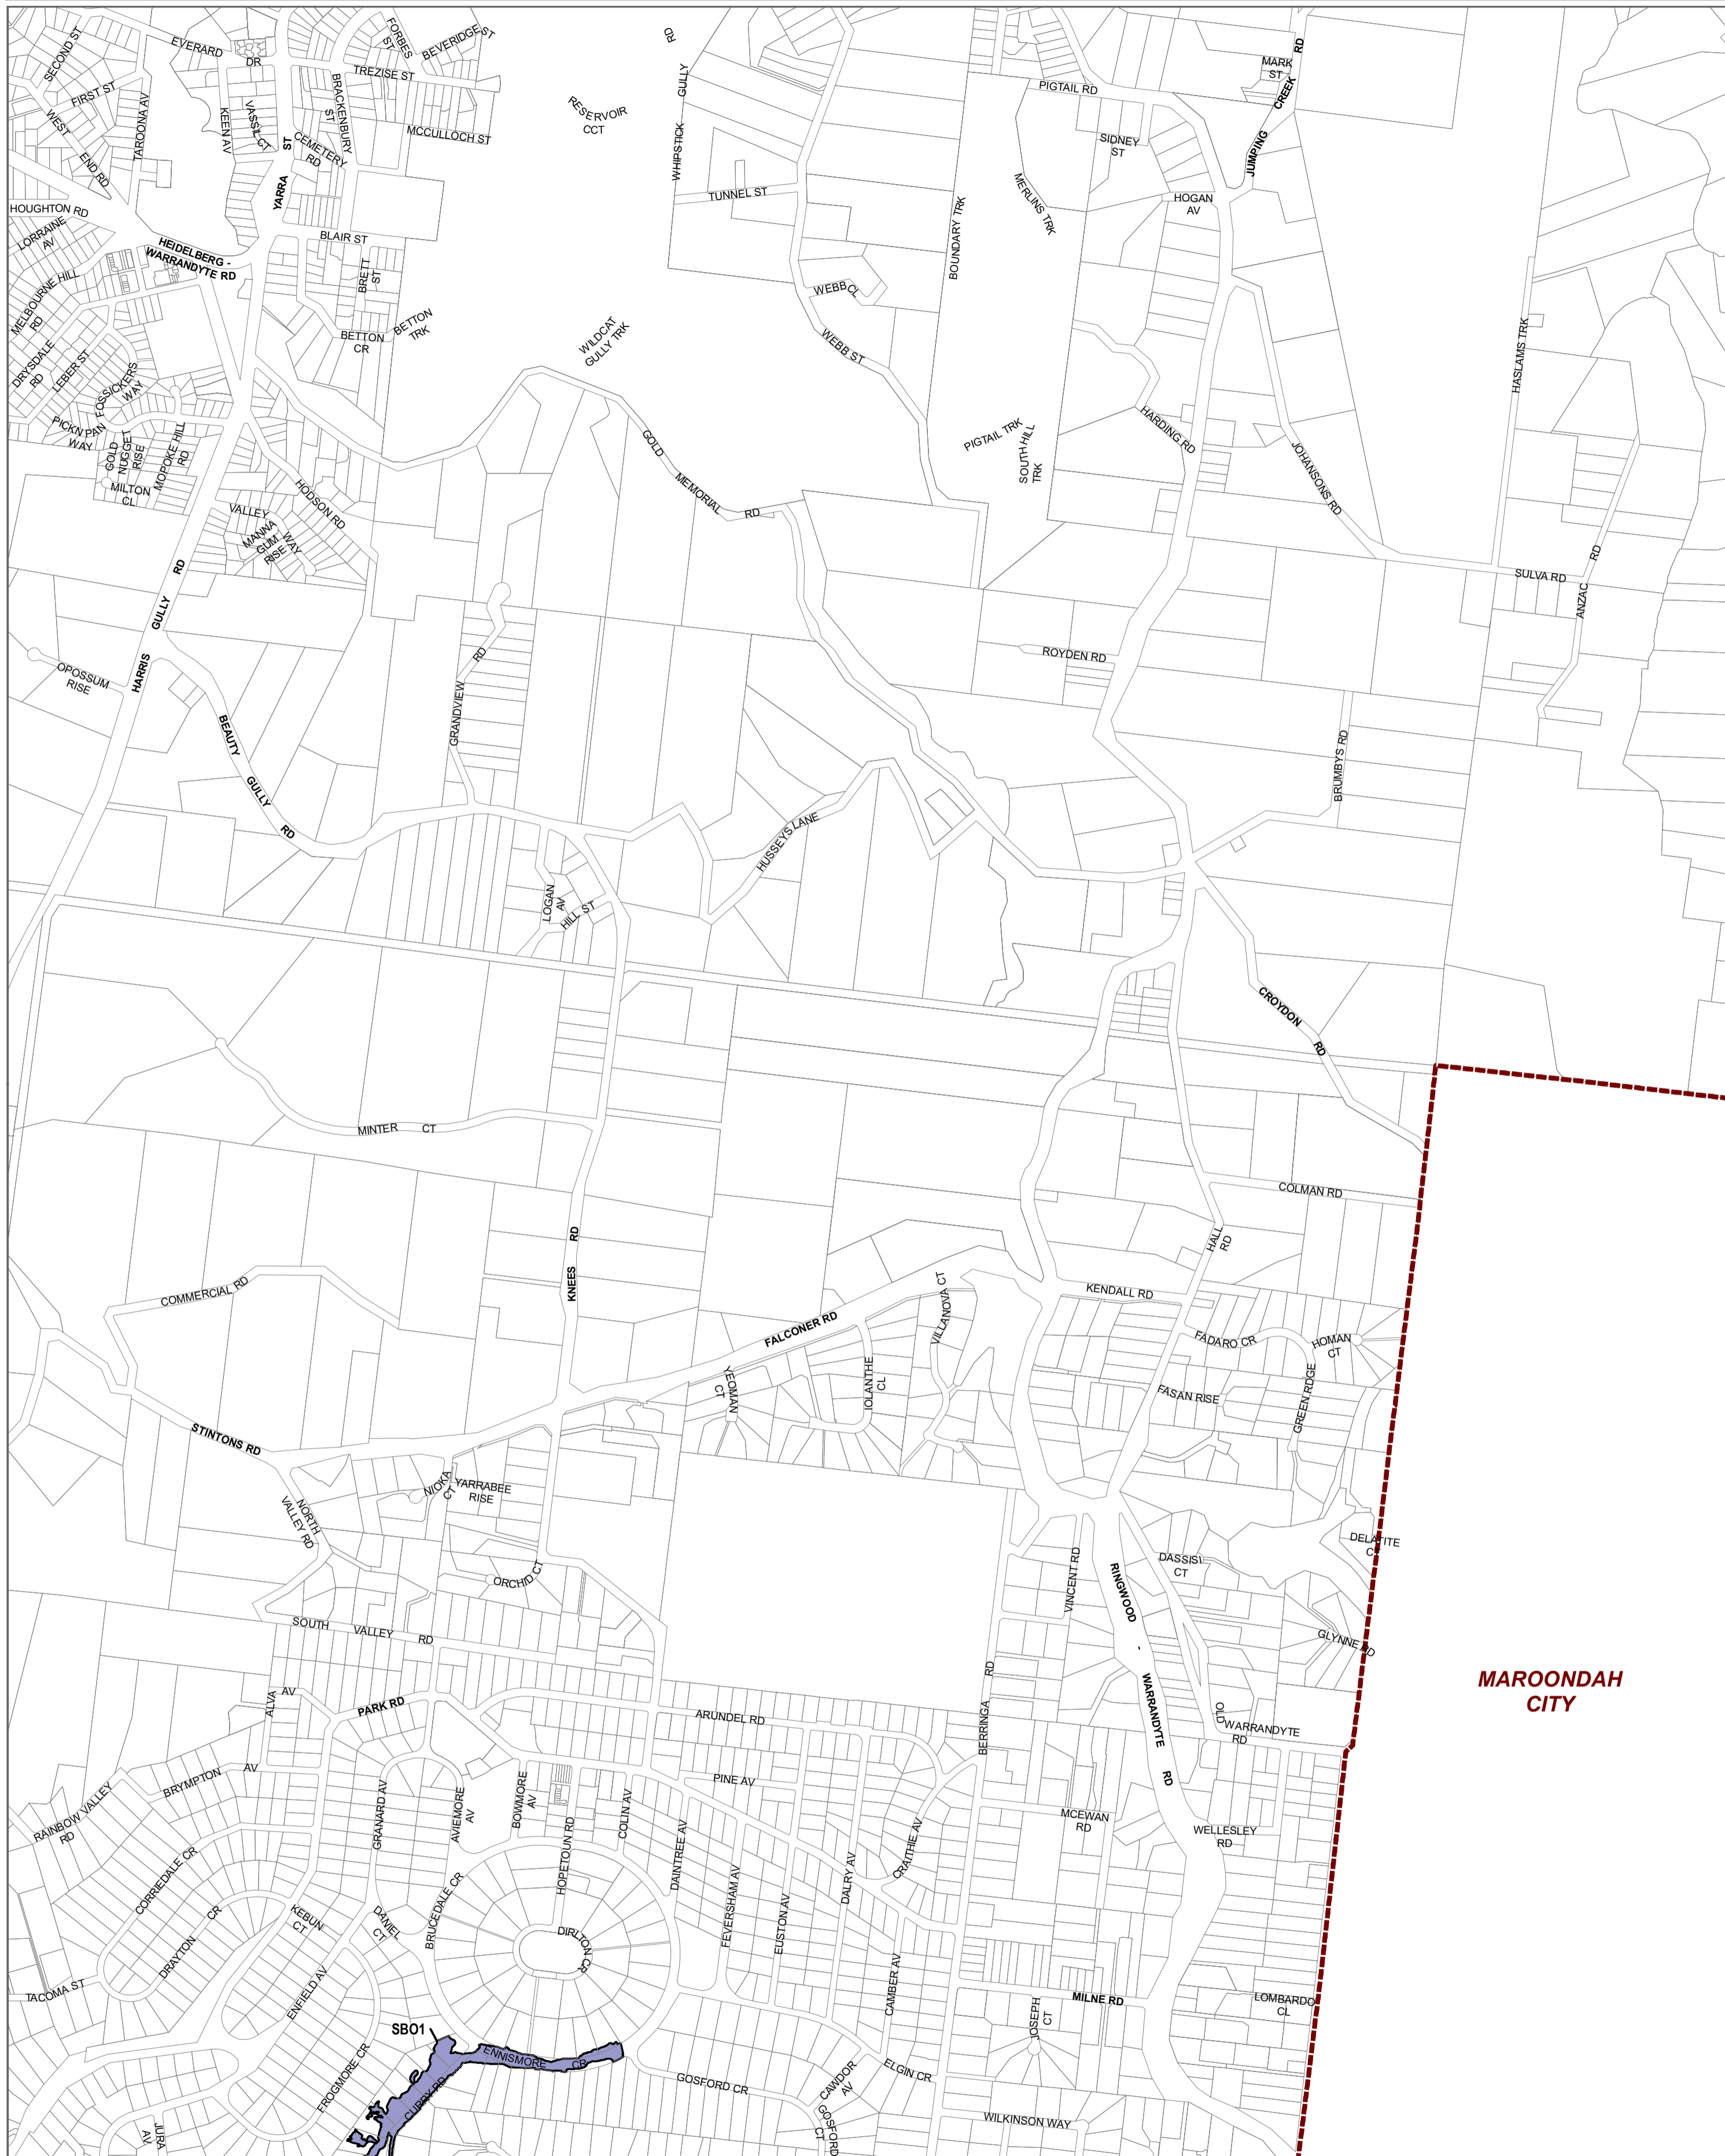 SECOND ST
EVERARD
DR
FORBES
ST
BEVERIDGE ST
TREZISE ST
FIRST ST
WEST
END RD
TAROONA AV
KEEN AV
VASSIL
CT
BRACKENBURY
ST
CEMETERY
RD
MCCULLOCH ST
YARRA
ST
RD
RESERVOIR
CCT
WHIPSTICK
GULLY
TUNNEL ST
PIGTAIL RD
MARK
ST
JUMPING
CREEK
RD
SIDNEY
ST
MERLINS TRK
HOGAN
AV
BOUNDARY TRK
HOUGHTON RD
LORRAINE
AV
HEIDELBERG -
WARRANDYTE RD
BLAIR ST
BRETT
ST
MELBOURNE HILL
RD
WEBB CL
BETTON
CR
BETTON
TRK
WILDCAT
GULLY TRK
WEBB ST
HASLAMS TRK
DRYSDALE
RD
LEBER ST
FOSSICKERS
WAY
PICKN PAN
WAY
GOLD
NUGGET
RISE
MOPOKE HILL
RD
MILTON
CL
GOLD
MEMORIAL
RD
PIGTAIL TRK
SOUTH HILL
TRK
HARDING RD
JOHANSONS RD
HODSON RD
VALLEY
WAY
MANNA
GUM
RISE
SULVA RD
ANZAC
RD
HARRIS
GULLY
RD
OPOSSUM
RISE
ROYDEN RD
GRANDVIEW
RD
BEAUTY
GULLY
RD
BRUMBYS RD
HUSSEYS LANE
LOGAN
AV
HILL ST
CROYDON
RD
MINTER CT
COLMAN RD
HALL
RD
KNEES
RD
COMMERCIAL RD
KENDALL RD
VILLANOVA CT
FALCONER RD
FADARO CR
HOMAN
CT
YEOMAN
CT
IOLANTHE
CL
FASAN RISE
GREEN RDGE
STINTONS RD
NIOKA
CT
YARRABEE
RISE
NORTH
VALLEY RD
DELATITE
CT
ORCHID CT
VINCENT RD
DASSISI
CT
RINGWOOD
-
WARRANDYTE
RD
SOUTH VALLEY RD
GLYNNE RD
MAROONDAH
CITY
ALVA
AV
PARK RD
ARUNDEL RD
BERRINGA
RD
OLD
WARRANDYTE
RD
BRYMPTON
AV
PINE AV
RAINBOW VALLEY
RD
GRANARD AV
AVIEMORE
AV
BOWMORE
AV
HOPETOUN RD
COLIN AV
MCEWAN
RD
WELLESLEY
RD
CORRIEDALE CR
DAINTREE AV
CRAITHIE AV
DALRY AV
FEVERSHAM AV
EUSTON AV
BRUCEDALE CR
KEBUN
CT
DANIEL
CT
DRAYTON
CR
DIRLTON
CR
TACOMA ST
ENFIELD AV
CAMBER AV
MILNE RD
JOSEPH
CT
LOMBARDO
CL
SBO1
ENNISMORE
CR
FROGMORE CR
CURRY RD
GOSFORD CR
CAWDOR
AV
ELGIN CR
GOSFORD
CT
WILKINSON WAY
JURA
AV